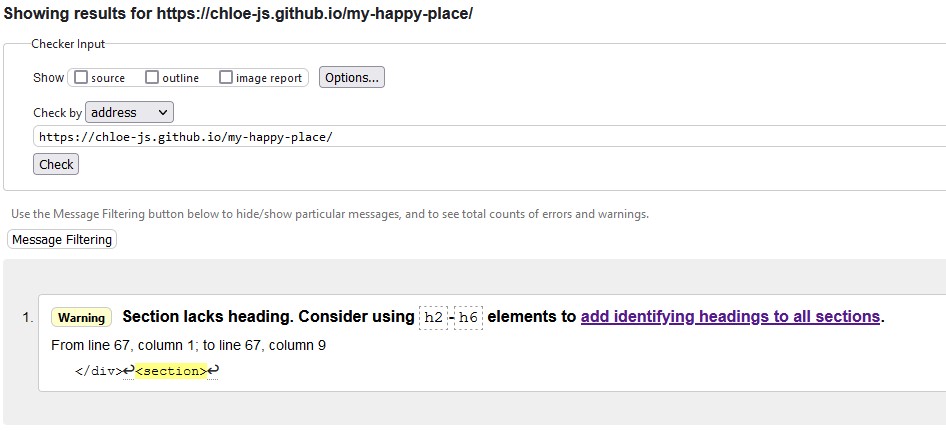 Showing results for https://chloe-js.github.io/my-happy-place/
Checker Input
Show source outline image report Options...
Check by address
https://chloe-js.github.io/my-happy-place/
Check
Use the Message Filtering button below to hide/show particular messages, and to see total counts of errors and warnings.
Message Filtering
1. Warning Section lacks heading. Consider using h2-h6 elements to add identifying headings to all sections.
From line 67, column 1; to line 67, column 9
</div>↩<section>↩